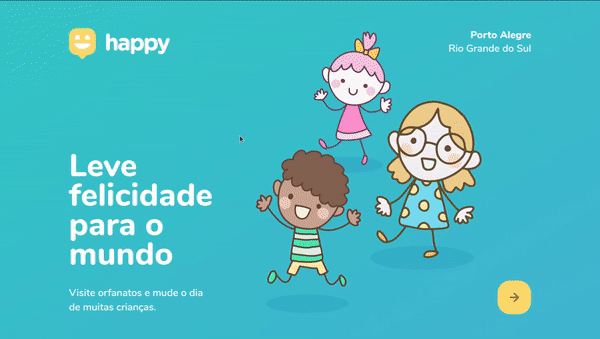 happy
Porto Alegre
Rio Grande do Sul
Leve
felicidade
para o
mundo
Visite orfanatos e mude o dia
de muitas crianças.